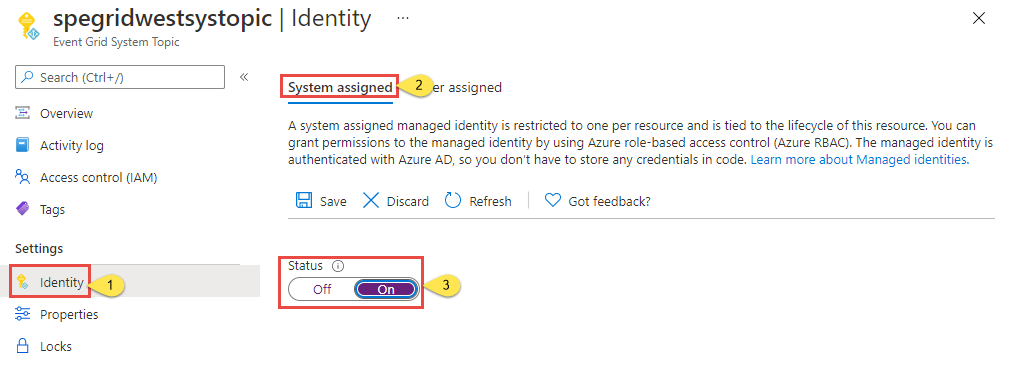 spegridwestsystopic | Identity ...
Event Grid System Topic
Search (Ctrl+/)
Overview
Activity log
Access control (IAM)
Tags
Settings
Identity 1
Properties
Locks
System assigned 2 er assigned
A system assigned managed identity is restricted to one per resource and is tied to the lifecycle of this resource. You can
grant permissions to the managed identity by using Azure role-based access control (Azure RBAC). The managed identity is
authenticated with Azure AD, so you don't have to store any credentials in code. Learn more about Managed identities.
Save Discard Refresh Got feedback?
Status
Off On 3